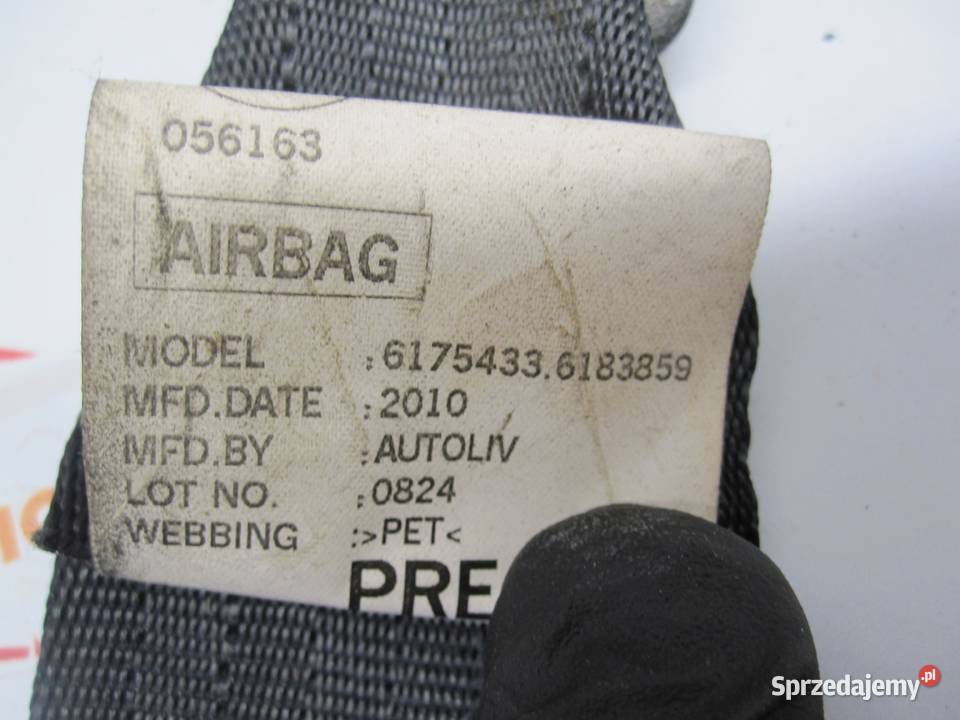 056163
AIRBAG
MODEL : 6175433.6183859
MFD.DATE : 2010
MFD.BY : AUTOLIV
LOT NO. : 0824
WEBBING :>PET<
PRE
Sprzedajemy.pl